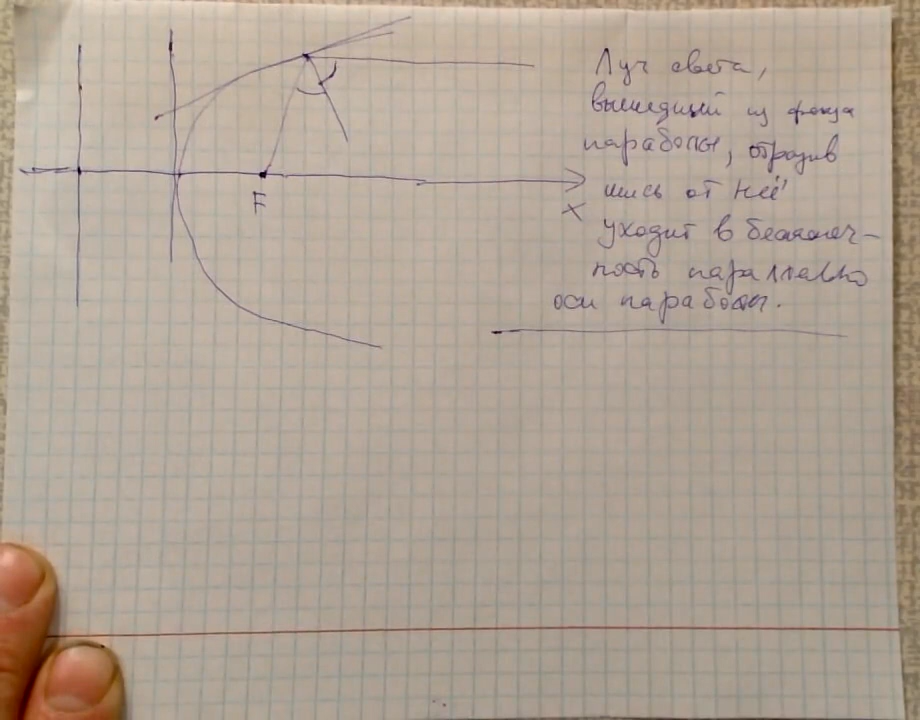 Луч света,
вышедший из фокуса
параболы, отразив
шись от неё
F
x
уходит в бесконеч-
ность параллельно
оси параболы.